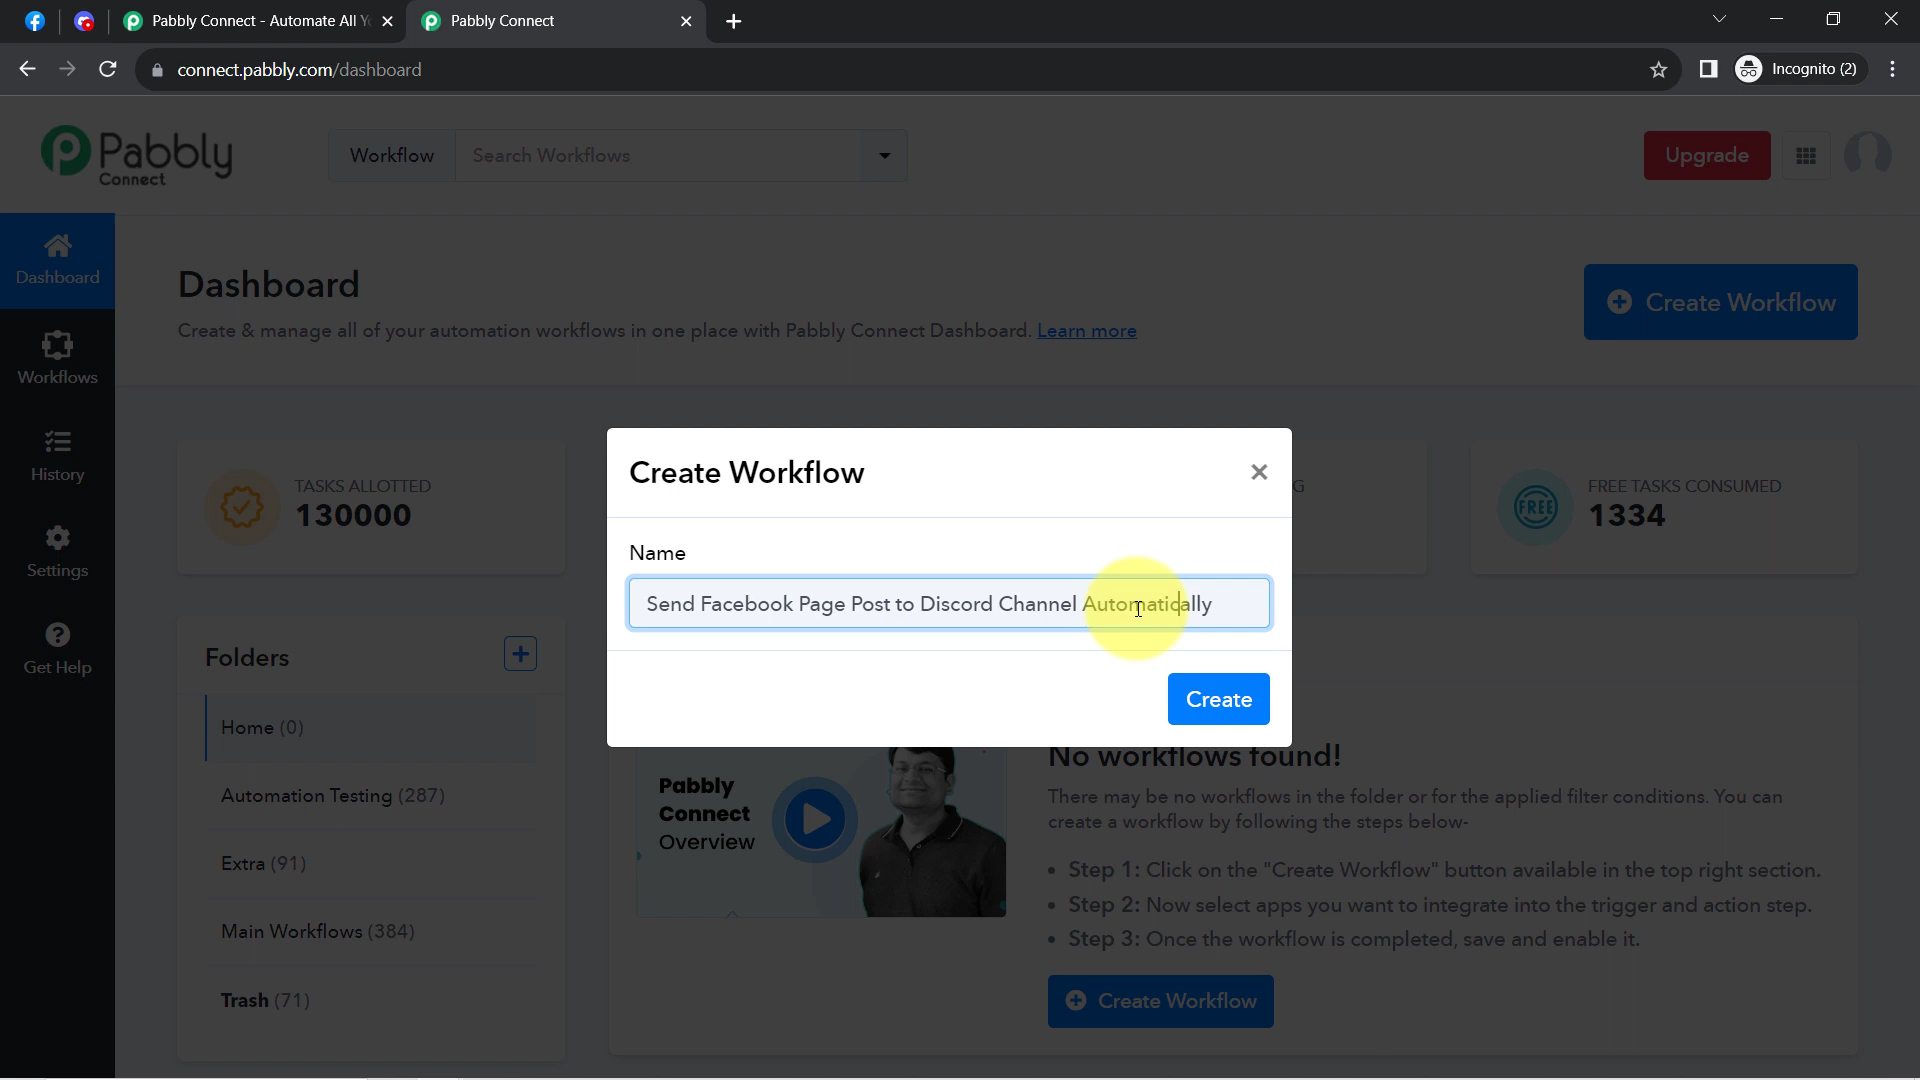 Pabbly Connect - Automate All Y
Pabbly Connect
connect.pabbly.com/dashboard
Incognito (2)
Pabbly
Connect
Workflow
Search Workflows
Upgrade
Dashboard
Workflows
History
Settings
Get Help
Dashboard
Create & manage all of your automation workflows in one place with Pabbly Connect Dashboard. Learn more
Create Workflow
TASKS ALLOTTED
130000
G
FREE TASKS CONSUMED
1334
FREE
Create Workflow
Name
Send Facebook Page Post to Discord Channel Automatically
Create
Folders
Home (0)
Automation Testing (287)
Extra (91)
Main Workflows (384)
Trash (71)
Pabbly
Connect
Overview
No workflows found!
There may be no workflows in the folder or for the applied filter conditions. You can
create a workflow by following the steps below-
• Step 1: Click on the "Create Workflow" button available in the top right section.
• Step 2: Now select apps you want to integrate into the trigger and action step.
• Step 3: Once the workflow is completed, save and enable it.
Create Workflow